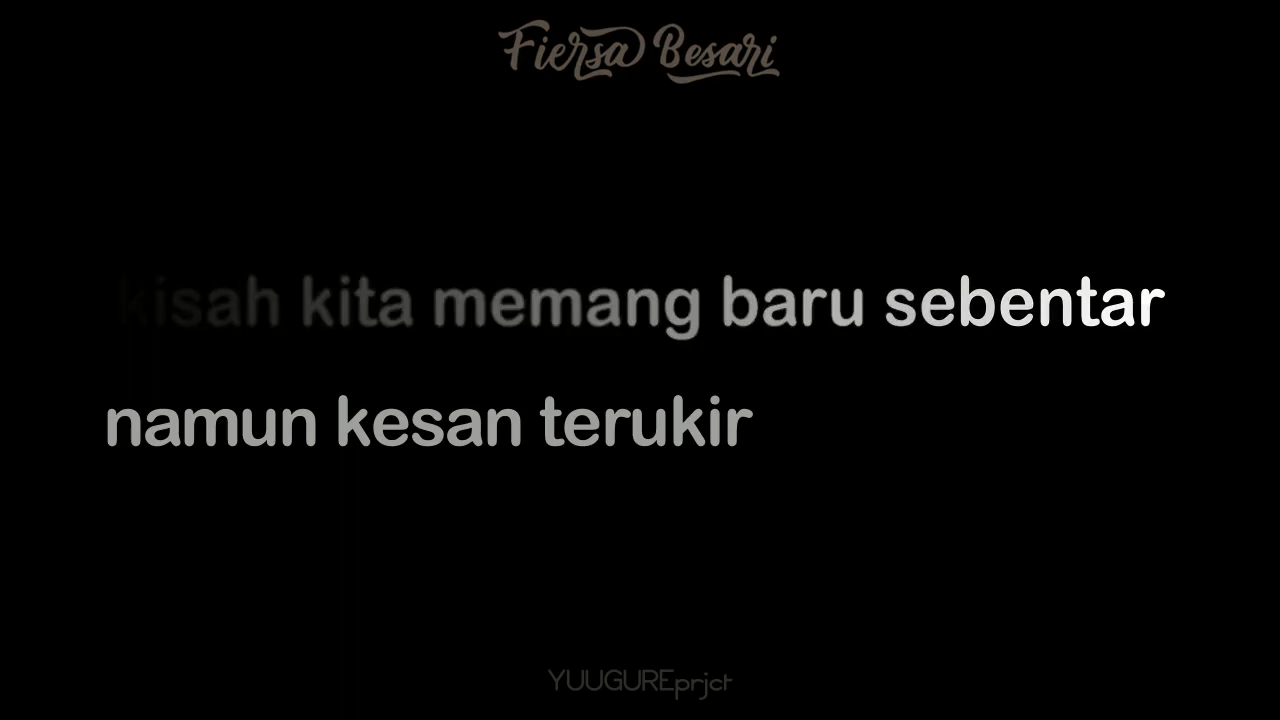 Fiersa Besari
kisah kita memang baru sebentar
namun kesan terukir
YUUGUREprjct